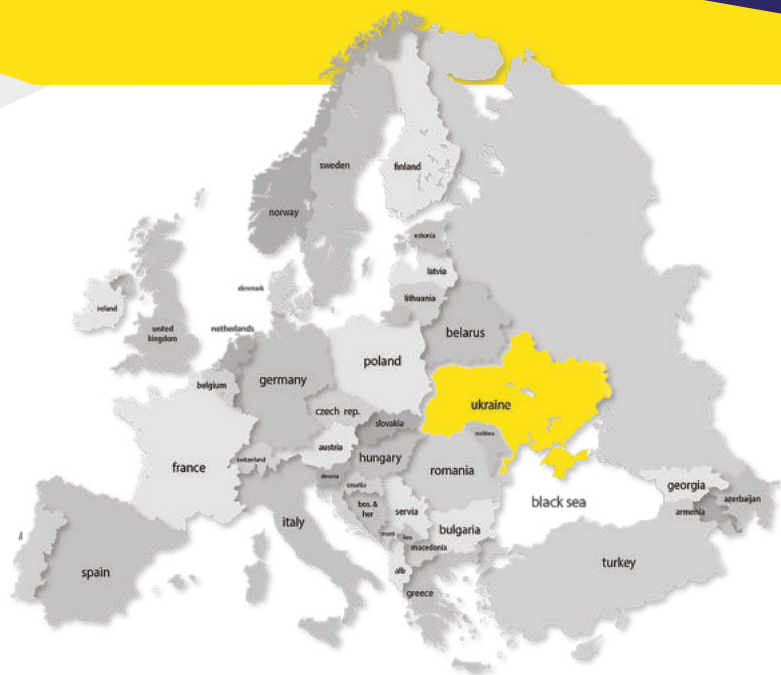 sweden
finland
norway
estonia
latvia
denmark
lithuania
ireland
united
kingdom
netherlands
belarus
poland
belgium
germany
ukraine
czech rep.
slovakia
moldova
austria
switzerland
hungary
france
romania
slovenia
croatia
georgia
azerbaijan
black sea
bos. &
her
servia
armenia
italy
bulgaria
mont
kos
macedonia
turkey
alb
spain
greece